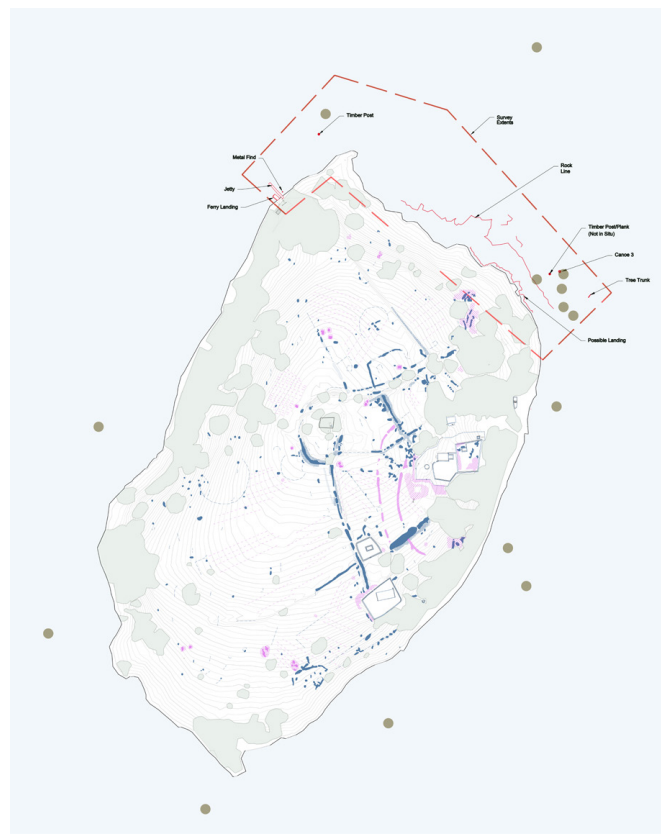 Timber Post
Survey
Extents
Metal Find
Rock
Line
Jetty
Ferry Landing
Timber Post/Plank
(Not in Situ)
Canoe 3
Tree Trunk
Possible Landing